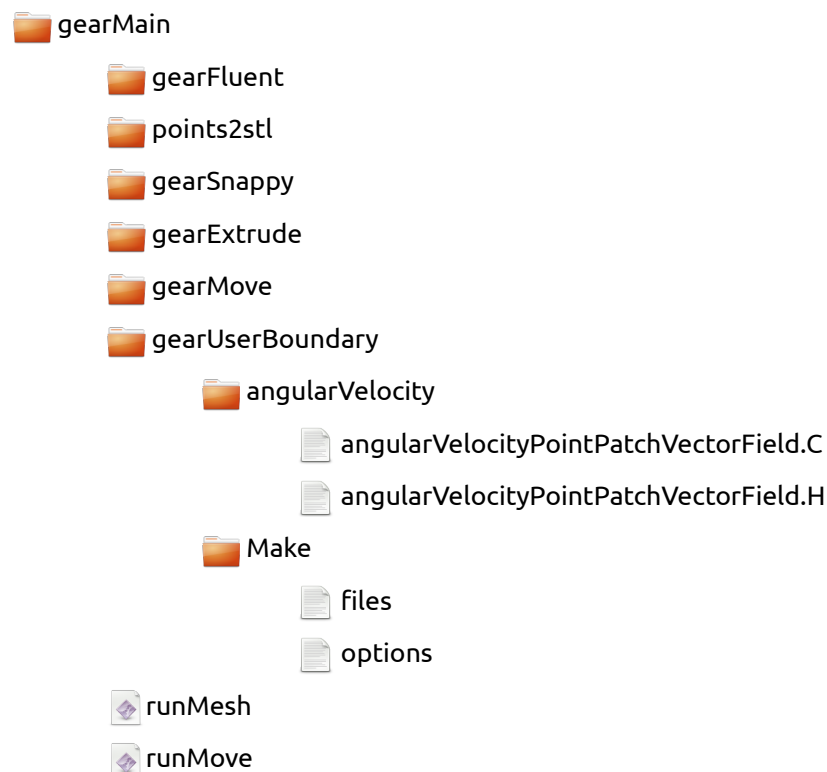 gearMain
gearFluent
points2stl
gearSnappy
gearExtrude
gearMove
gearUserBoundary
angularVelocity
angularVelocityPointPatchVectorField.C
angularVelocityPointPatchVectorField.H
Make
files
options
runMesh
runMove